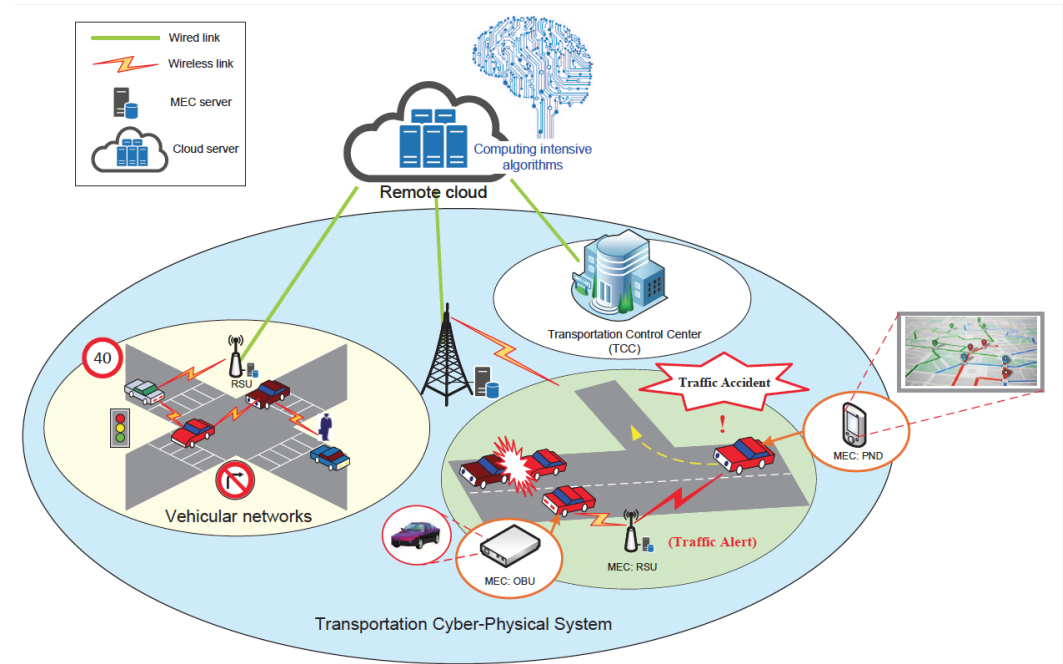 Wired link
Wireless link
MEC server
Cloud server
Computing intensive
algorithms
Remote cloud
Transportation Control Center
(TCC)
40
RSU
Traffic Accident
!
MEC: PND
Vehicular networks
(Traffic Alert)
MEC: RSU
MEC: OBU
Transportation Cyber-Physical System